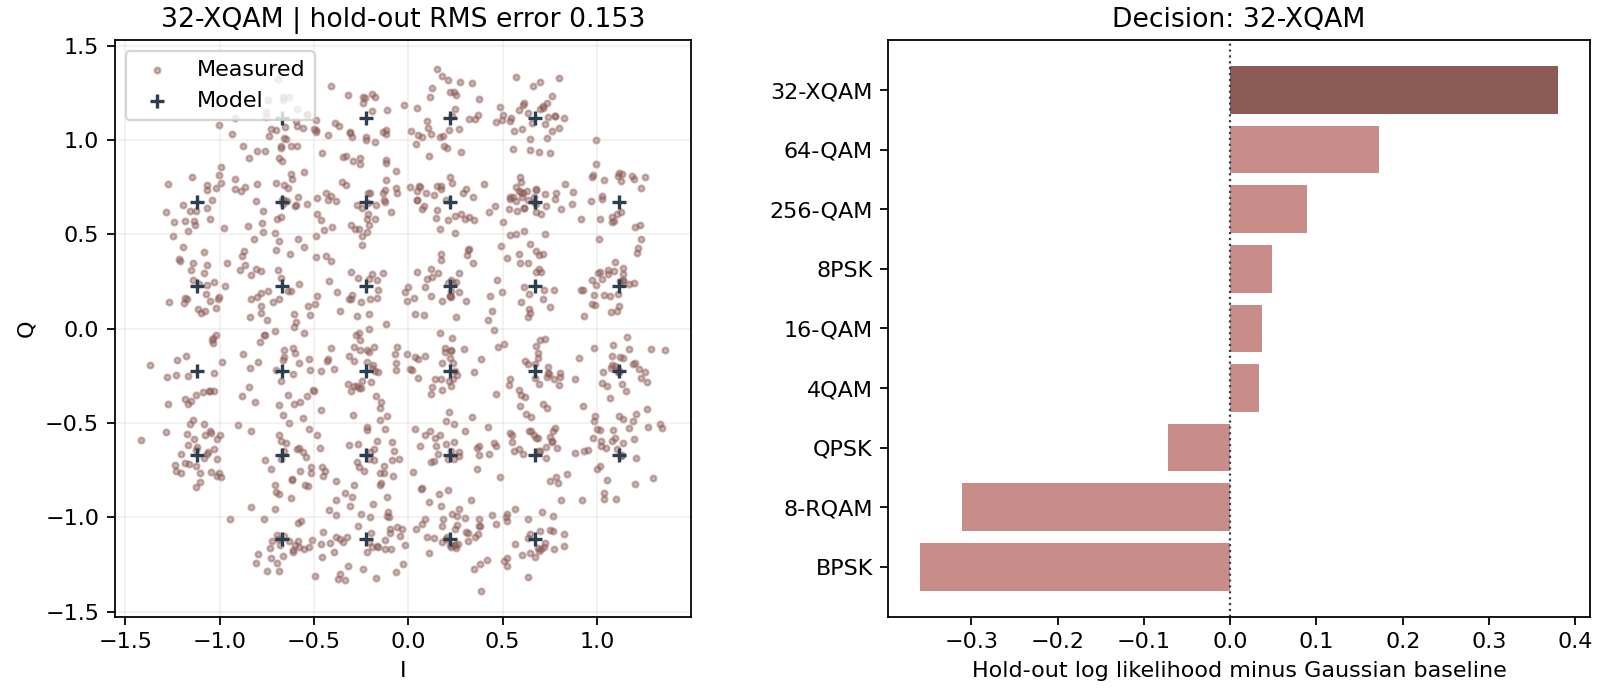 32-XQAM | hold-out RMS error 0.153
Measured
Model
1.5
1.0
0.5
0.0
−0.5
−1.0
−1.5
Q
−1.5
−1.0
−0.5
0.0
0.5
1.0
I
Decision: 32-XQAM
32-XQAM
64-QAM
256-QAM
8PSK
16-QAM
4QAM
QPSK
8-RQAM
BPSK
−0.3
−0.2
−0.1
0.0
0.1
0.2
0.3
0.4
Hold-out log likelihood minus Gaussian baseline